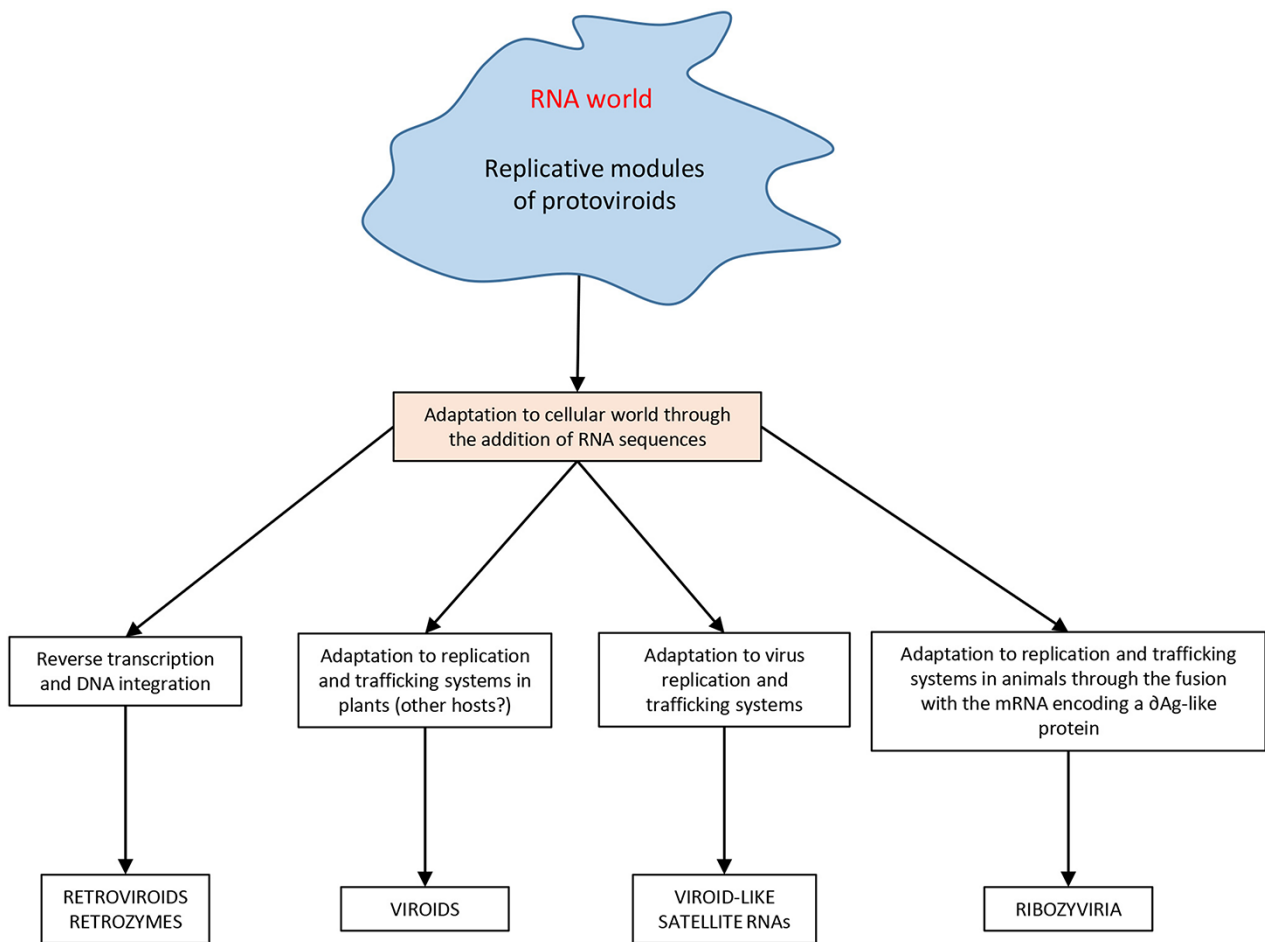 RNA world
Replicative modules
of protoviroids
Adaptation to cellular world through
the addition of RNA sequences
Reverse transcription
and DNA integration
Adaptation to replication
and trafficking systems in
plants (other hosts?)
Adaptation to virus
replication and
trafficking systems
Adaptation to replication and trafficking
systems in animals through the fusion
with the mRNA encoding a ∂Ag-like
protein
RETROVIROIDS
RETROZYMES
VIROIDS
VIROID-LIKE
SATELLITE RNAs
RIBOZYVIRIA